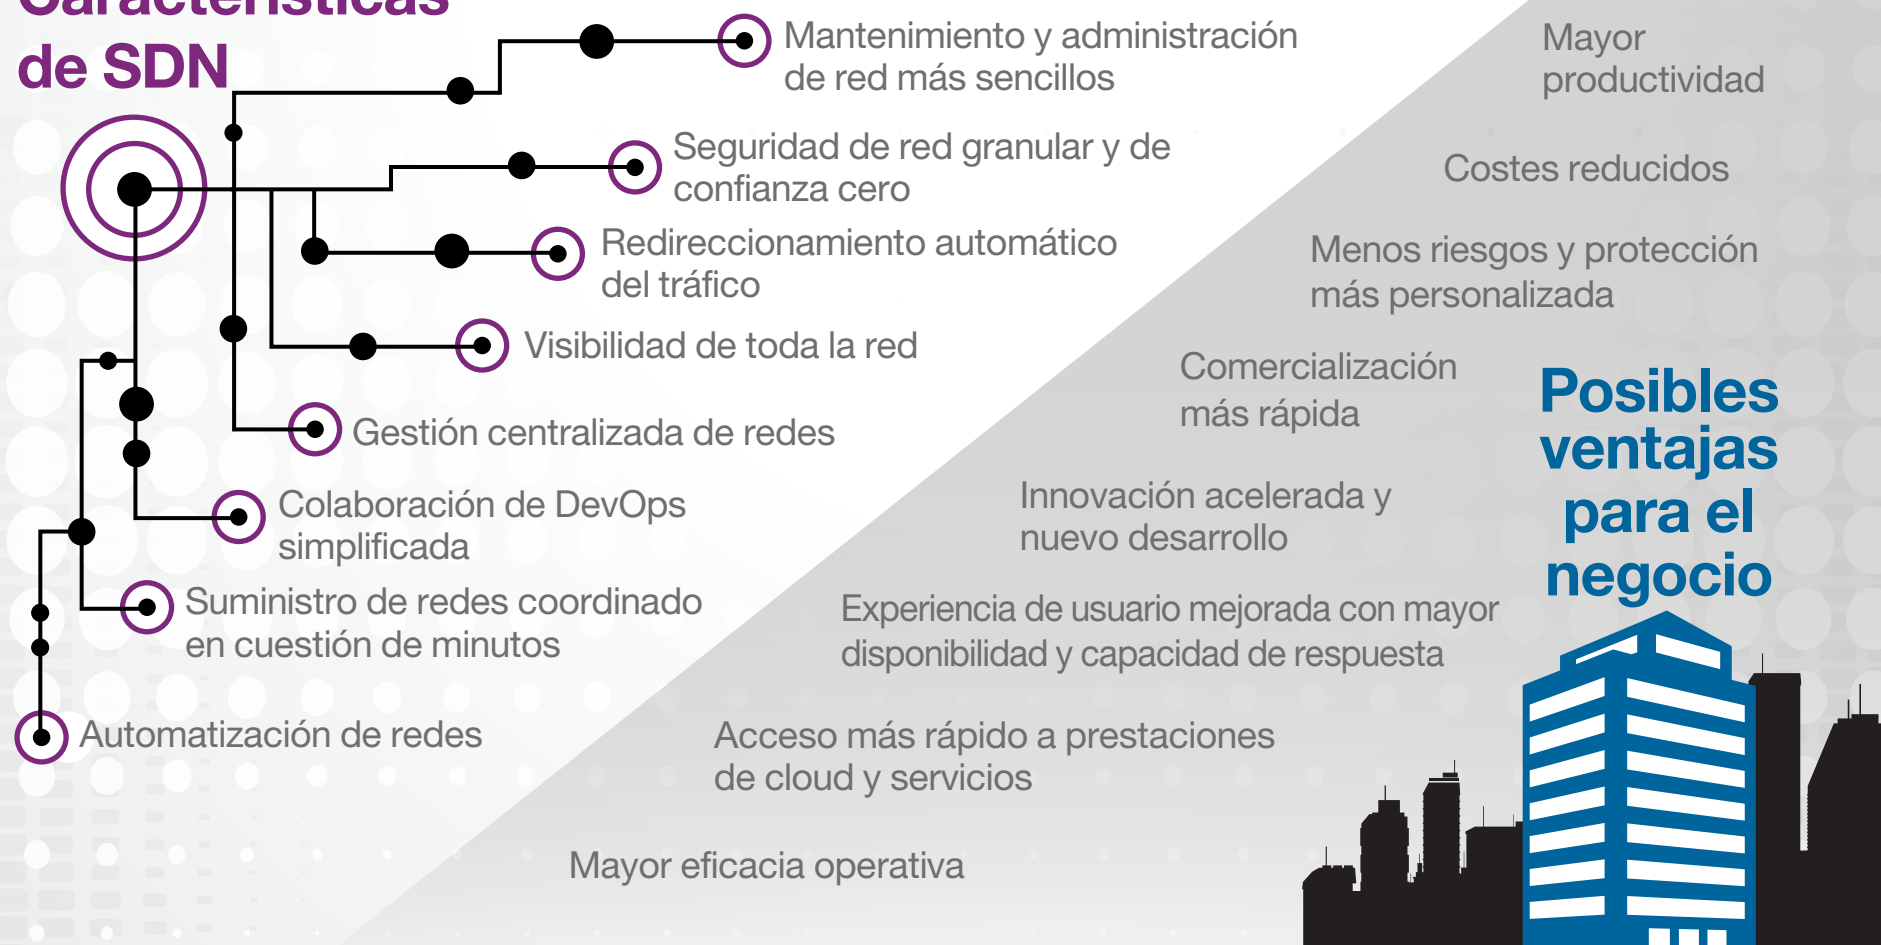 Características
de SDN
Mantenimiento y administración
de red más sencillos
Seguridad de red granular y de
confianza cero
Redireccionamiento automático
del tráfico
Visibilidad de toda la red
Gestión centralizada de redes
Colaboración de DevOps
simplificada
Suministro de redes coordinado
en cuestión de minutos
Automatización de redes
Mayor
productividad
Costes reducidos
Menos riesgos y protección
más personalizada
Comercialización
más rápida
Innovación acelerada y
nuevo desarrollo
Experiencia de usuario mejorada con mayor
disponibilidad y capacidad de respuesta
Acceso más rápido a prestaciones
de cloud y servicios
Mayor eficacia operativa
Posibles
ventajas
para el
negocio